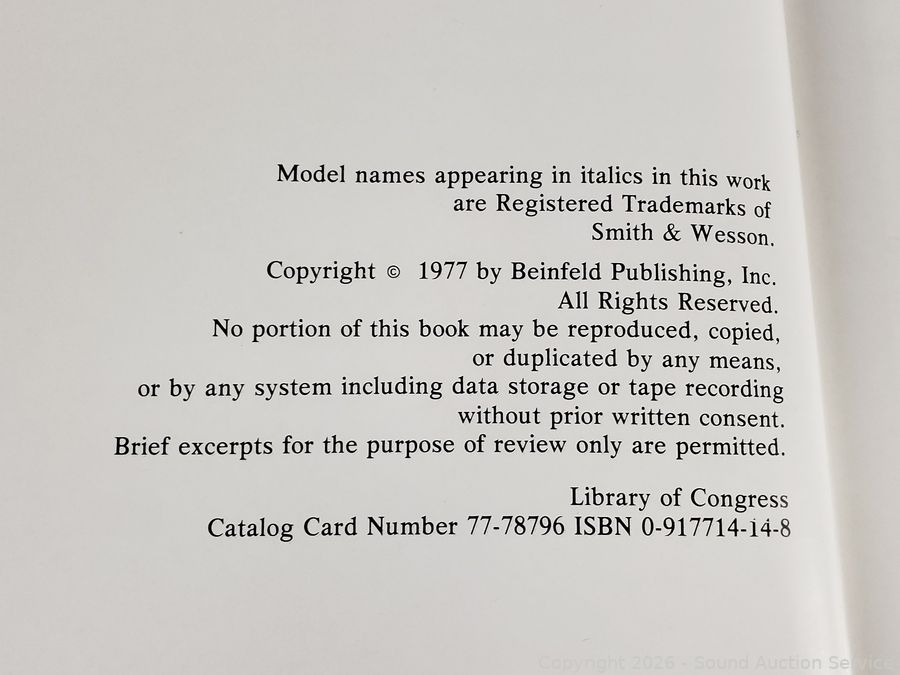 Model names appearing in italics in this work
are Registered Trademarks of
Smith & Wesson.
Copyright © 1977 by Beinfeld Publishing, Inc.
All Rights Reserved.
No portion of this book may be reproduced, copied,
or duplicated by any means,
or by any system including data storage or tape recording
without prior written consent.
Brief excerpts for the purpose of review only are permitted.
Library of Congress
Catalog Card Number 77-78796 ISBN 0-917714-14-8
Copyright 2026 - Sound Auction Service